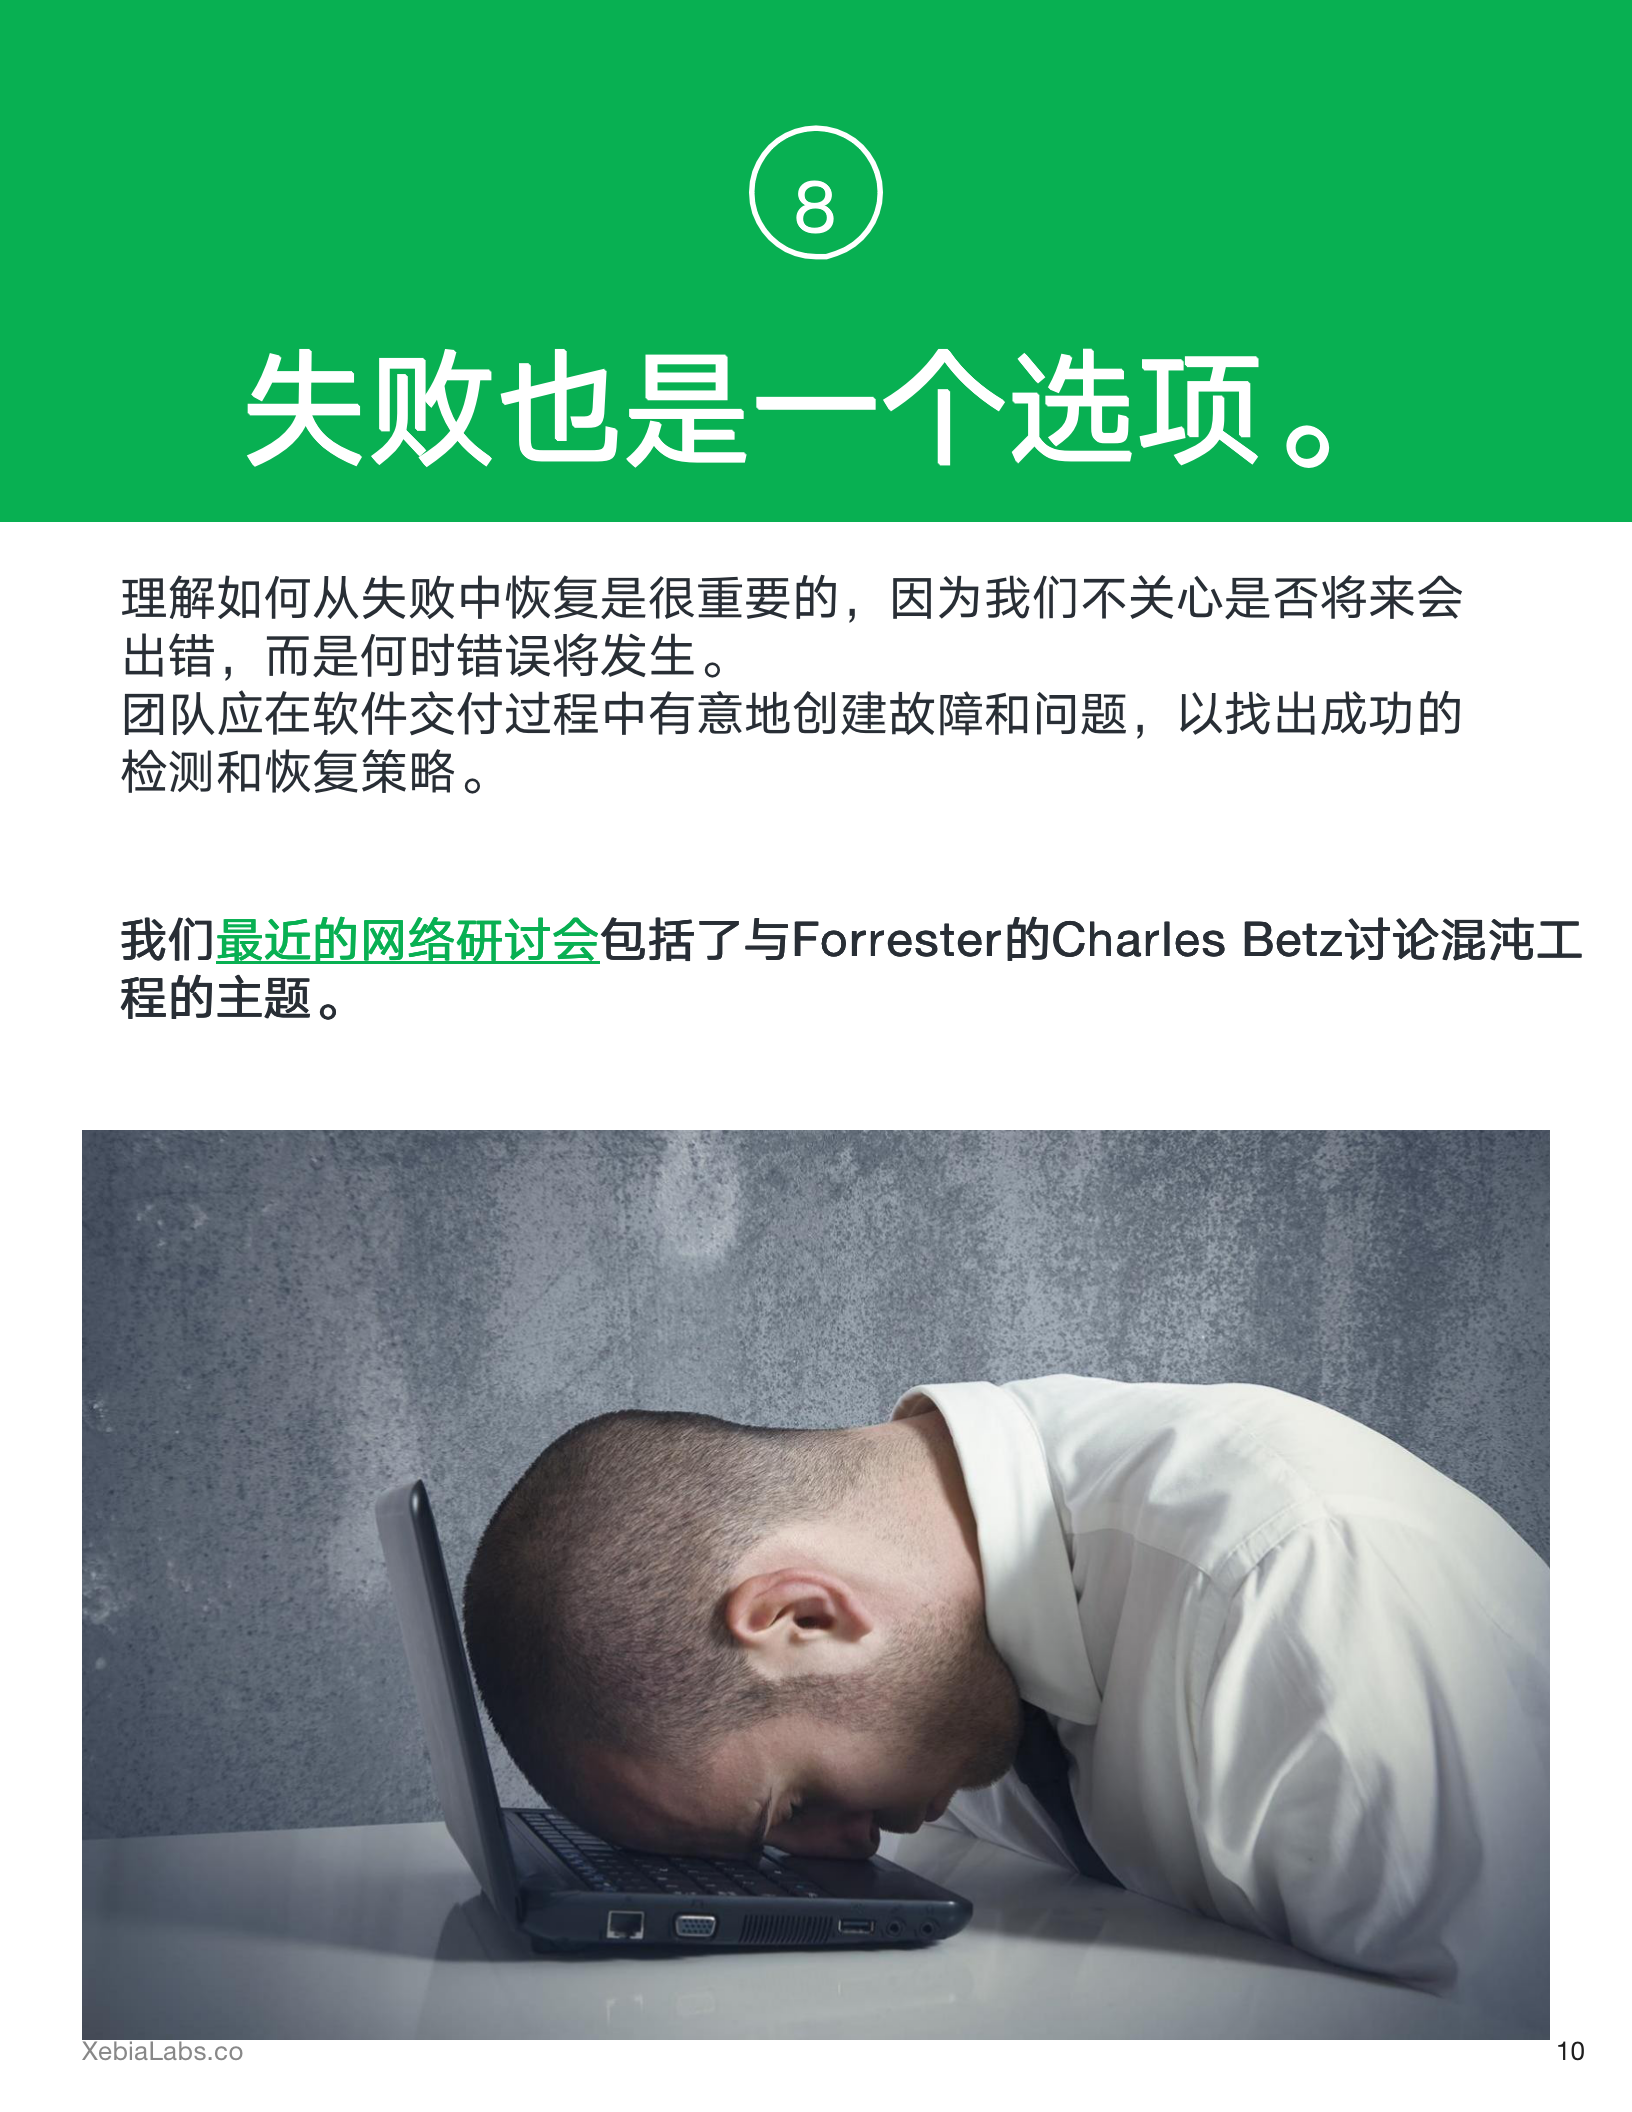 8
失败也是一个选项。
理解如何从失败中恢复是很重要的，因为我们不关心是否将来会
出错，而是何时错误将发生。
团队应在软件交付过程中有意地创建故障和问题，以找出成功的
检测和恢复策略。
我们最近的网络研讨会包括了与Forrester的Charles Betz讨论混沌工
程的主题。
XebiaLabs.co
10